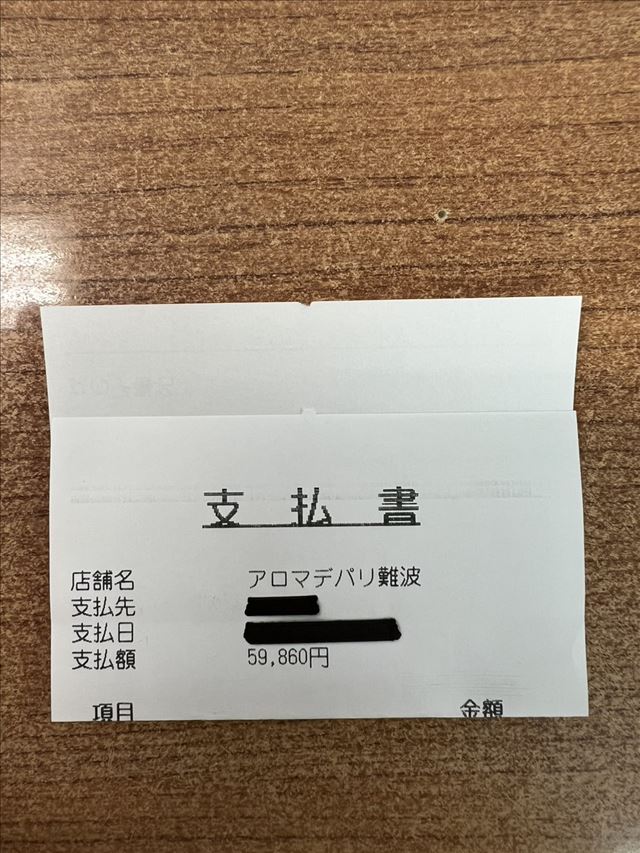 支払書
店舗名 アロマデパリ難波
支払先
支払日
支払額 59,860円
項目 金額